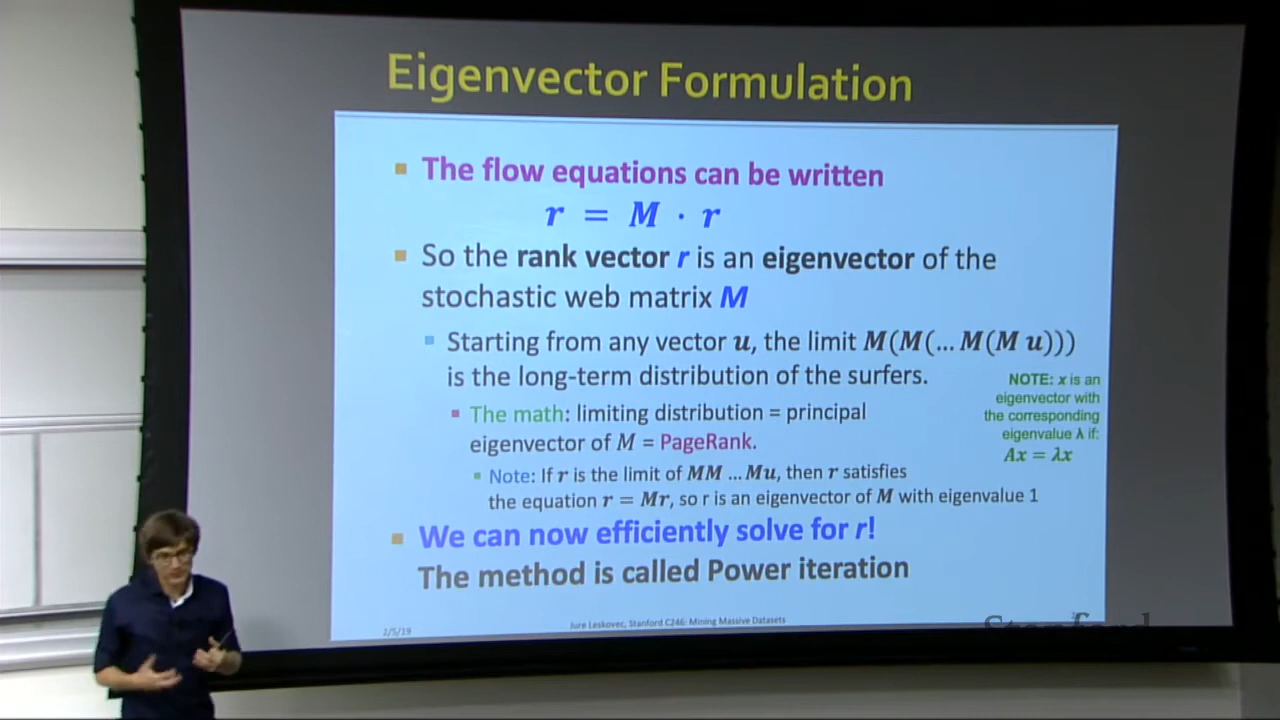 Eigenvector Formulation
▪ The flow equations can be written
r = M · r
▪ So the rank vector r is an eigenvector of the
stochastic web matrix M
▪ Starting from any vector u, the limit M(M(... M(M u)))
is the long-term distribution of the surfers.
▪ The math: limiting distribution = principal
eigenvector of M = PageRank.
▪ Note: If r is the limit of MM ... Mu, then r satisfies
the equation r = Mr, so r is an eigenvector of M with eigenvalue 1
NOTE: x is an
eigenvector with
the corresponding
eigenvalue λ if:
Ax = λx
▪ We can now efficiently solve for r!
The method is called Power iteration
2/5/19
Jure Leskovec, Stanford C246: Mining Massive Datasets
Stanford